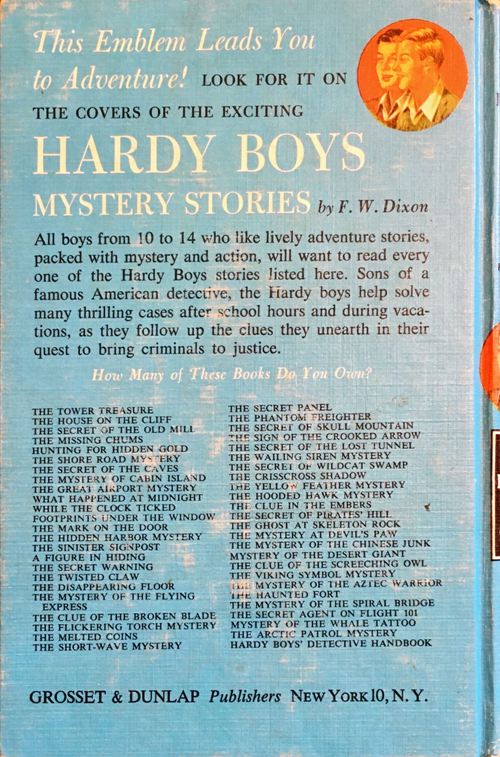 This Emblem Leads You
to Adventure! LOOK FOR IT ON
THE COVERS OF THE EXCITING
HARDY BOYS
MYSTERY STORIES by F. W. Dixon
All boys from 10 to 14 who like lively adventure stories,
packed with mystery and action, will want to read every
one of the Hardy Boys stories listed here. Sons of a
famous American detective, the Hardy boys help solve
many thrilling cases after school hours and during vaca-
tions, as they follow up the clues they unearth in their
quest to bring criminals to justice.
How Many of These Books Do You Own?
THE TOWER TREASURE
THE HOUSE ON THE CLIFF
THE SECRET OF THE OLD MILL
THE MISSING CHUMS
HUNTING FOR HIDDEN GOLD
THE SHORE ROAD MYSTERY
THE SECRET OF THE CAVES
THE MYSTERY OF CABIN ISLAND
THE GREAT AIRPORT MYSTERY
WHAT HAPPENED AT MIDNIGHT
WHILE THE CLOCK TICKED
FOOTPRINTS UNDER THE WINDOW
THE MARK ON THE DOOR
THE HIDDEN HARBOR MYSTERY
THE SINISTER SIGNPOST
A FIGURE IN HIDING
THE SECRET WARNING
THE TWISTED CLAW
THE DISAPPEARING FLOOR
THE MYSTERY OF THE FLYING
EXPRESS
THE CLUE OF THE BROKEN BLADE
THE FLICKERING TORCH MYSTERY
THE MELTED COINS
THE SHORT-WAVE MYSTERY
THE SECRET PANEL
THE PHANTOM FREIGHTER
THE SECRET OF SKULL MOUNTAIN
THE SIGN OF THE CROOKED ARROW
THE SECRET OF THE LOST TUNNEL
THE WAILING SIREN MYSTERY
THE SECRET OF WILDCAT SWAMP
THE CRISSCROSS SHADOW
THE YELLOW FEATHER MYSTERY
THE HOODED HAWK MYSTERY
THE CLUE IN THE EMBERS
THE SECRET OF PIRATES' HILL
THE GHOST AT SKELETON ROCK
THE MYSTERY AT DEVIL'S PAW
THE MYSTERY OF THE CHINESE JUNK
MYSTERY OF THE DESERT GIANT
THE CLUE OF THE SCREECHING OWL
THE VIKING SYMBOL MYSTERY
THE MYSTERY OF THE AZTEC WARRIOR
THE HAUNTED FORT
THE MYSTERY OF THE SPIRAL BRIDGE
THE SECRET AGENT ON FLIGHT 101
MYSTERY OF THE WHALE TATTOO
THE ARCTIC PATROL MYSTERY
HARDY BOYS' DETECTIVE HANDBOOK
GROSSET & DUNLAP Publishers NEW YORK 10, N. Y.